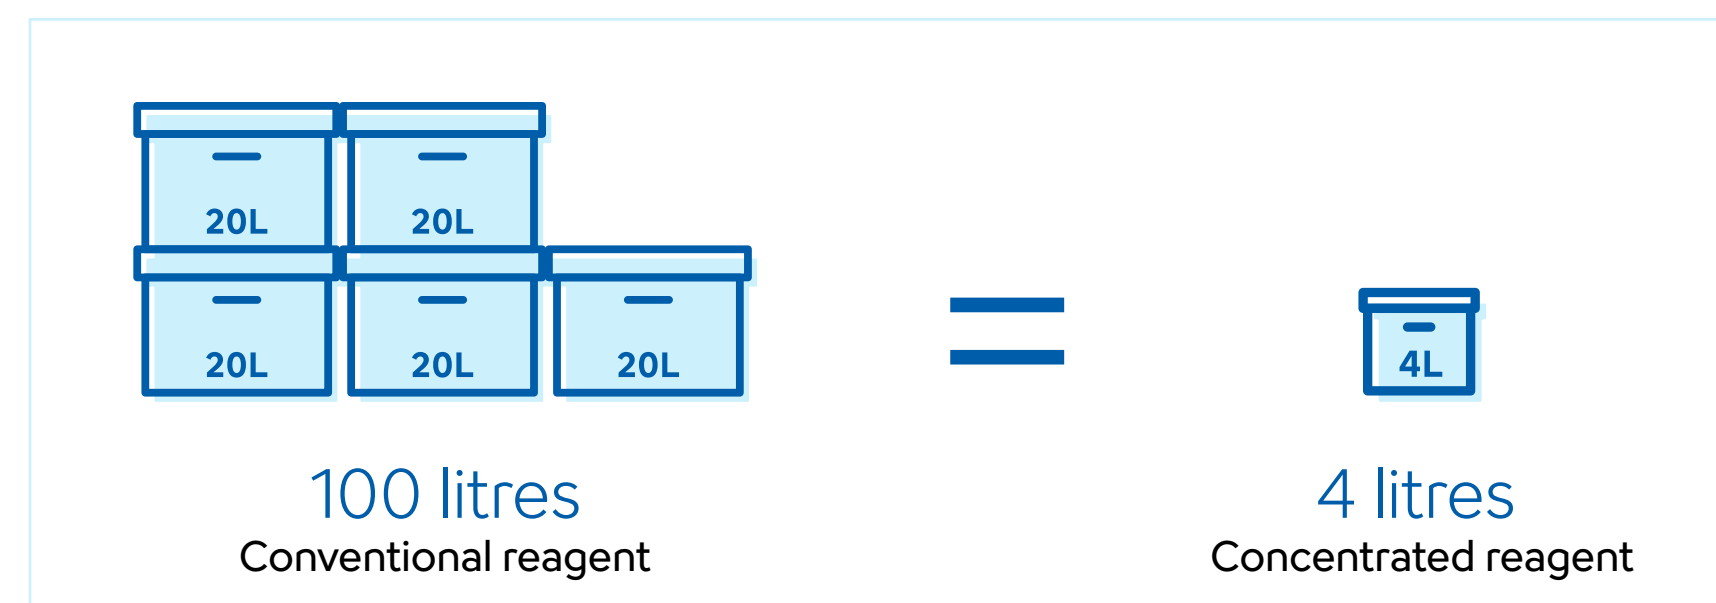 20L 20L
20L 20L 20L
4L
100 litres
Conventional reagent
4 litres
Concentrated reagent